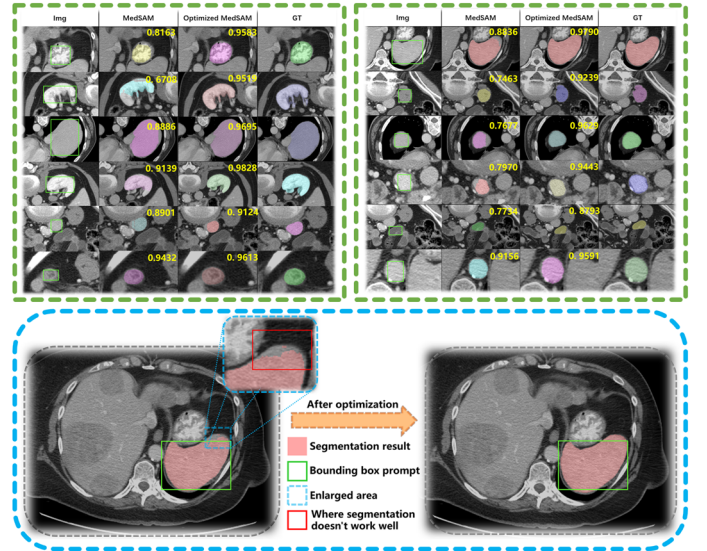 Img MedSAM Optimized MedSAM GT
0.8163 0.9583
0.6708 0.9519
0.8886 0.9695
0.9139 0.9828
0.8901 0.9124
0.9432 0.9613
Img MedSAM Optimized MedSAM GT
0.8836 0.9790
0.7463 0.9239
0.7677 0.9629
0.7970 0.9443
0.7734 0.8793
0.9156 0.9591
After optimization
Segmentation result
Bounding box prompt
Enlarged area
Where segmentation
doesn't work well